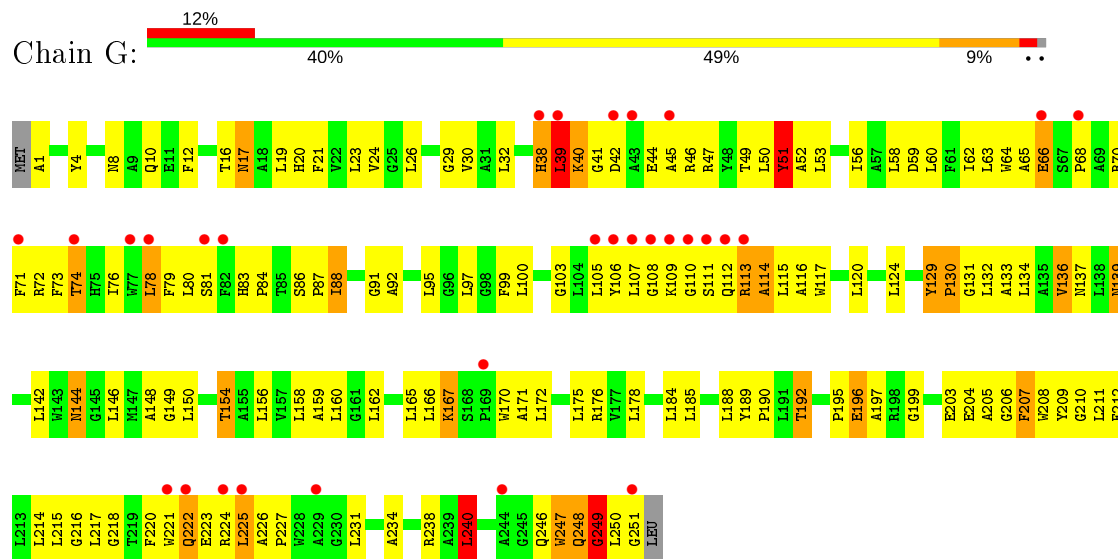 12%
Chain G:
40% 49% 9% ..
MET A1 Y4 N8 A9 Q10 E11 F12 T16 N17 A18 L19 H20 F21 V22 L23 V24 G25 L26 G29 V30 A31 L32 H38 L39 K40 G41 D42 A43 E44 A45 R46 R47 Y48 T49 L50 Y51 A52 L53 I56 A57 L58 D59 L60 F61 I62 L63 W64 A65 E66 S67 P68 A69
F71 R72 F73 T74 H75 I76 W77 L78 F79 L80 S81 F82 H83 P84 T85 S86 P87 I88 G91 A92 L95 G96 L97 G98 F99 L100 G103 L104 L105 Y106 L107 G108 K109 G110 S111 Q112 R113 A114 L115 A116 W117 L120 L124 Y129 P130 G131 L132 A133 L134 A135 V136 N137 L138
L142 W143 N144 G145 L146 M147 A148 G149 L150 T154 A155 L156 V157 L158 A159 L160 G161 L162 L165 L166 K167 S168 P169 W170 A171 L172 L175 R176 V177 L178 L184 L185 L188 Y189 P190 L191 T192 P195 E196 A197 R198 G199 E203 E204 A205 G206 F207 W208 Y209 G210 L211
L213 L214 L215 G216 L217 G218 T219 F220 W221 Q222 E223 R224 L225 A226 P227 W228 A229 G230 L231 A234 R238 A239 L240 A244 G245 Q246 W247 Q248 G249 L250 G251 LEU